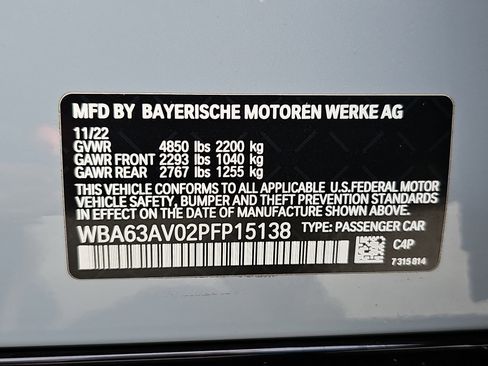 MFD BY BAYERISCHE MOTOREN WERKE AG
11/22
GVWR 4850 lbs 2200 kg
GAWR FRONT 2293 lbs 1040 kg
GAWR REAR 2767 lbs 1255 kg
THIS VEHICLE CONFORMS TO ALL APPLICABLE U.S.FEDERAL MOTOR
VEHICLE SAFETY, BUMPER AND THEFT PREVENTION STANDARDS
IN EFFECT ON THE DATE OF MANUFACTURE SHOWN ABOVE.
WBA63AV02PFP15138 TYPE: PASSENGER CAR
C4P
7315814